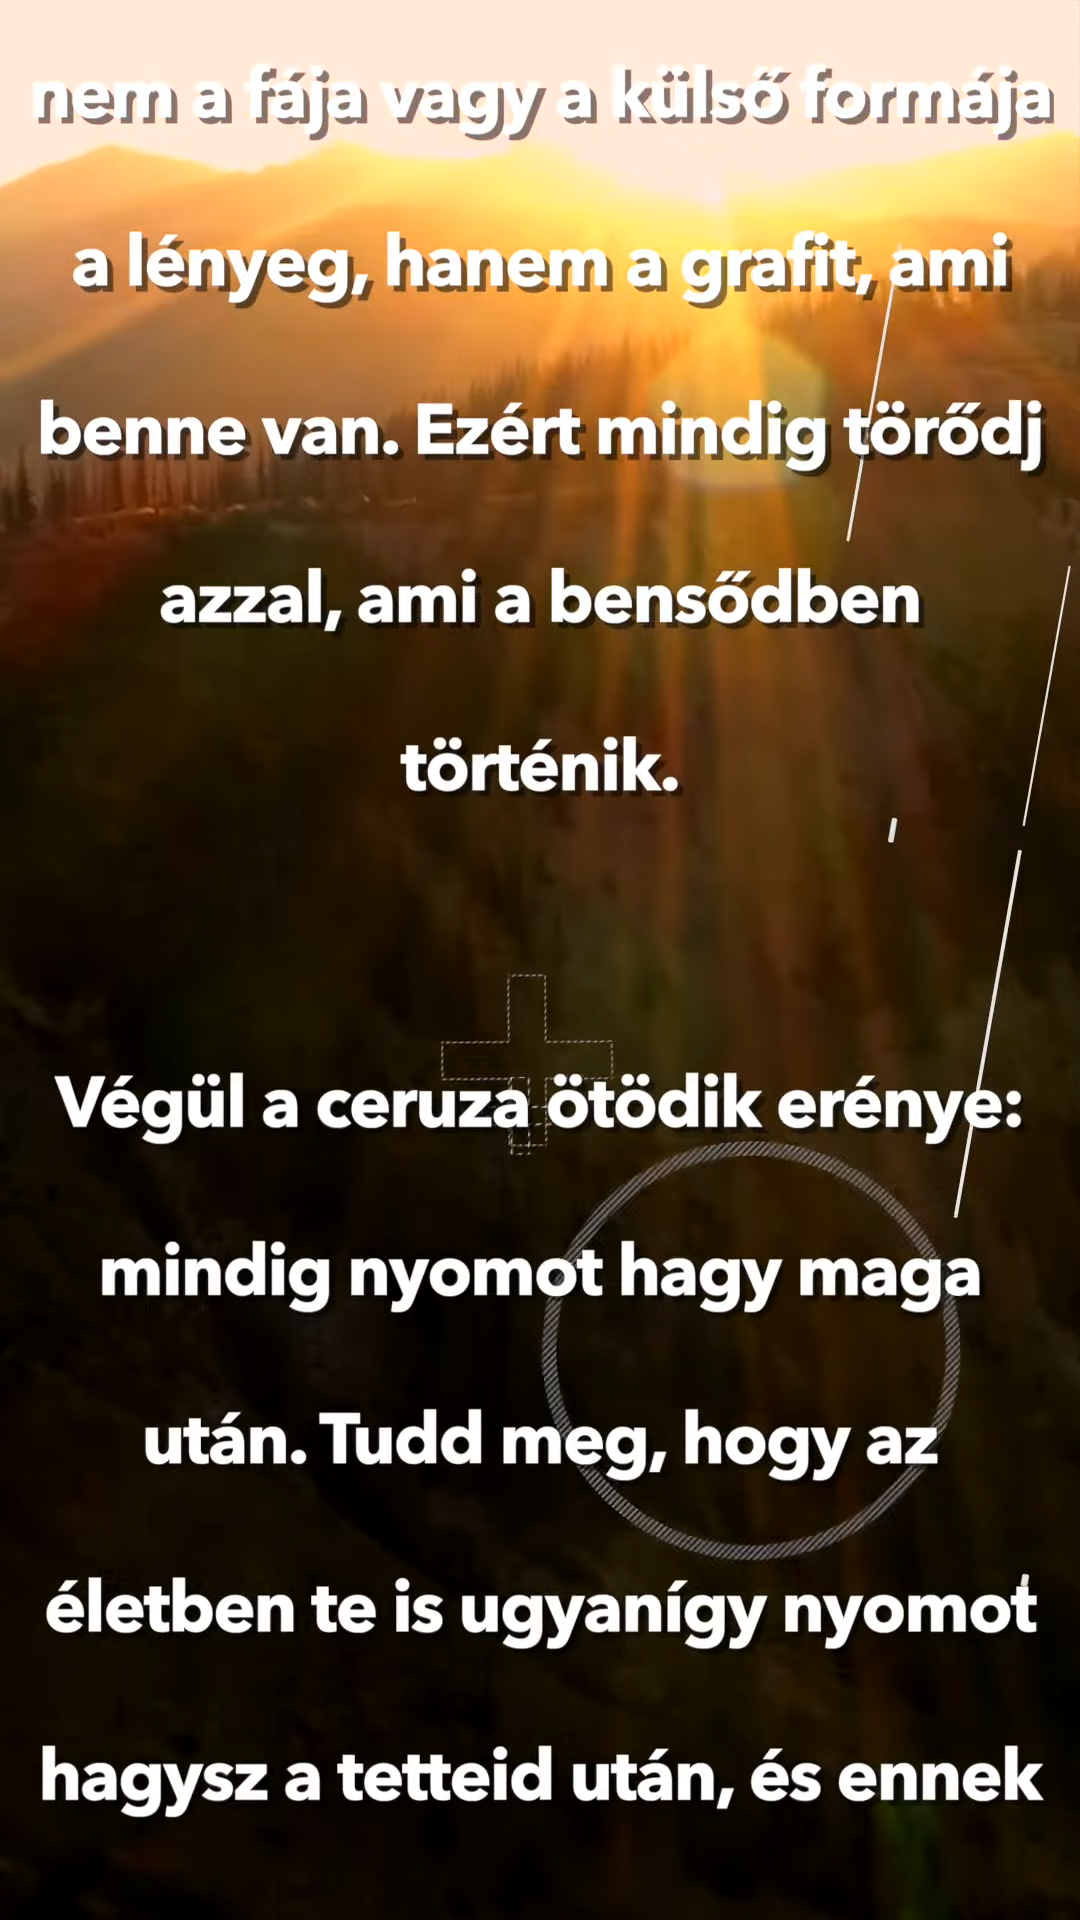 nem a fája vagy a külső formája
a lényeg, hanem a grafit, ami
benne van. Ezért mindig törődj
azzal, ami a bensődben
történik.
Végül a ceruza ötödik erénye:
mindig nyomot hagy maga
után. Tudd meg, hogy az
életben te is ugyanígy nyomot
hagysz a tetteid után, és ennek